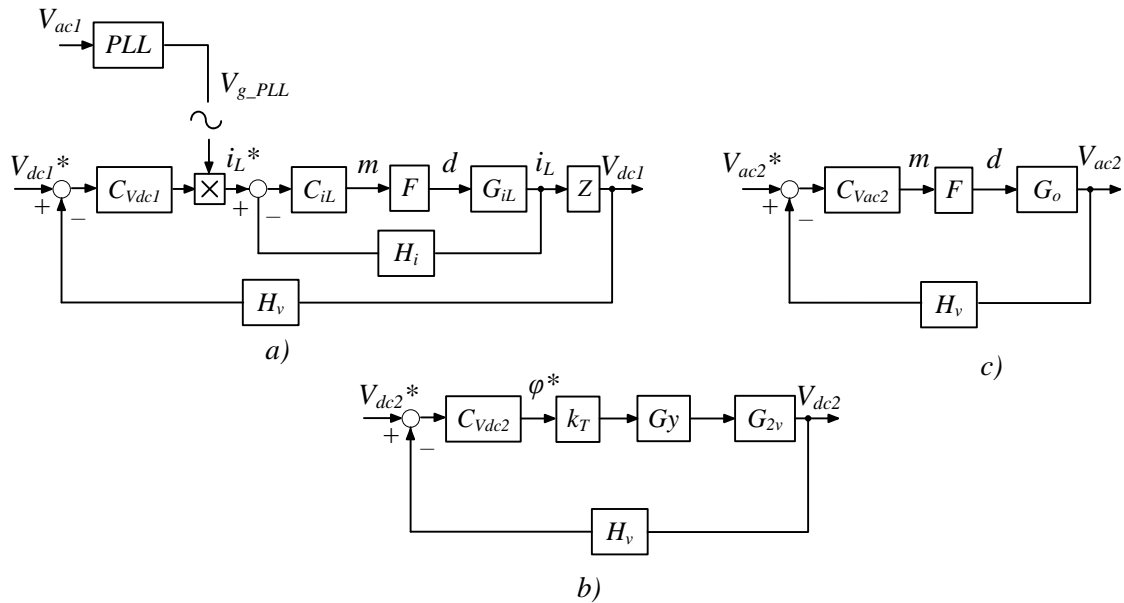 V_ac1
PLL
V_g_PLL
V_dc1* + − C_Vdc1 × i_L* + − C_iL m F d G_iL i_L Z V_dc1
H_i
H_v
a)
V_ac2* + − C_Vac2 m F d G_o V_ac2
H_v
c)
V_dc2* + − C_Vdc2 φ* k_T Gy G_2v V_dc2
H_v
b)